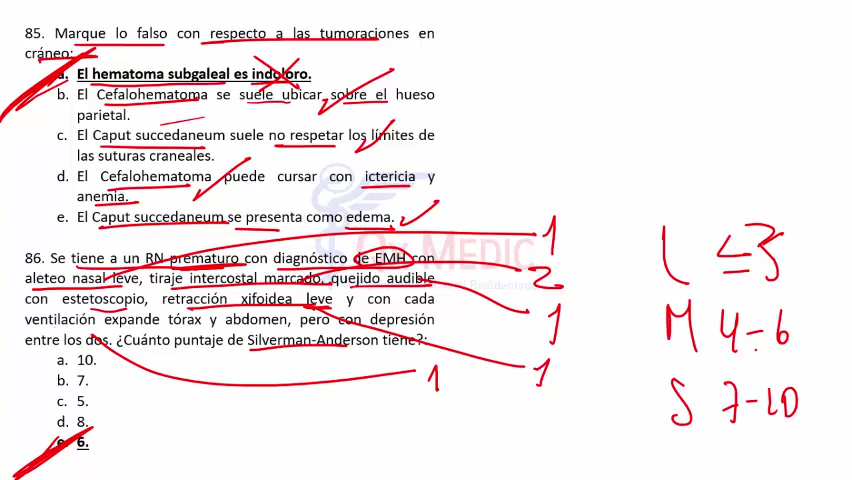 85. Marque lo falso con respecto a las tumoraciones en
cráneo:
a. El hematoma subgaleal es indoloro.
b. El Cefalohematoma se suele ubicar sobre el hueso
parietal.
c. El Caput succedaneum suele no respetar los límites de
las suturas craneales.
d. El Cefalohematoma puede cursar con ictericia y
anemia.
e. El Caput succedaneum se presenta como edema.
86. Se tiene a un RN prematuro con diagnóstico de EMH con
aleteo nasal leve, tiraje intercostal marcado, quejido audible
con estetoscopio, retracción xifoidea leve y con cada
ventilación expande tórax y abdomen, pero con depresión
entre los dos. ¿Cuánto puntaje de Silverman-Anderson tiene?:
a. 10.
b. 7.
c. 5.
d. 8.
e. 6.
1
2
1
1
1
L ≤3
M 4-6
S 7-10
MEDIC